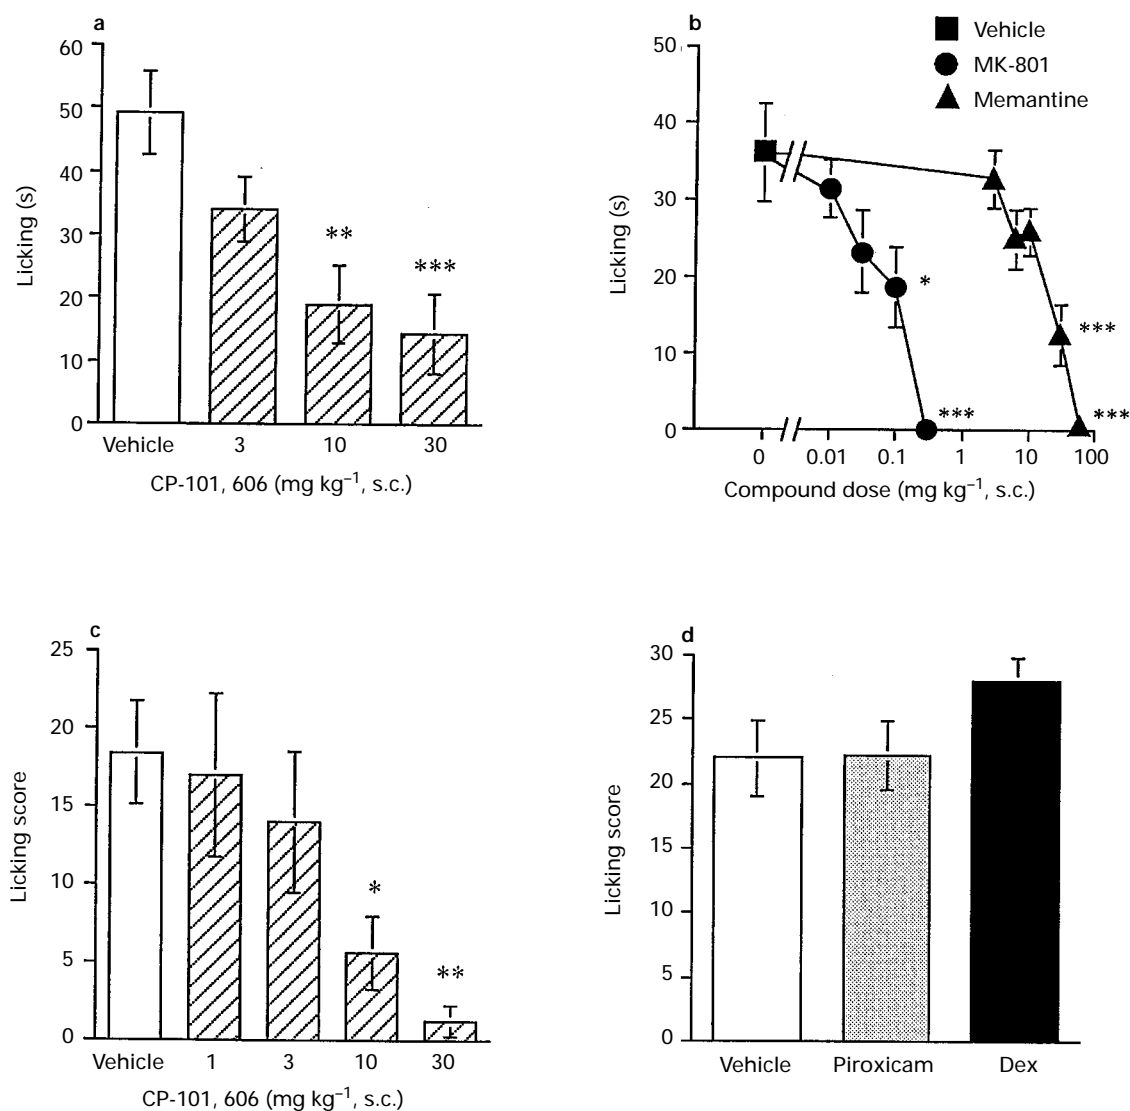 a
60
50
40
30
20
10
0
Licking (s)
**
***
Vehicle 3 10 30
CP-101, 606 (mg kg⁻¹, s.c.)
b
Vehicle
MK-801
Memantine
50
40
30
20
10
0
Licking (s)
*
***
***
***
0 0.01 0.1 1 10 100
Compound dose (mg kg⁻¹, s.c.)
c
25
20
15
10
5
0
Licking score
*
**
Vehicle 1 3 10 30
CP-101, 606 (mg kg⁻¹, s.c.)
d
30
25
20
15
10
5
0
Licking score
Vehicle Piroxicam Dex